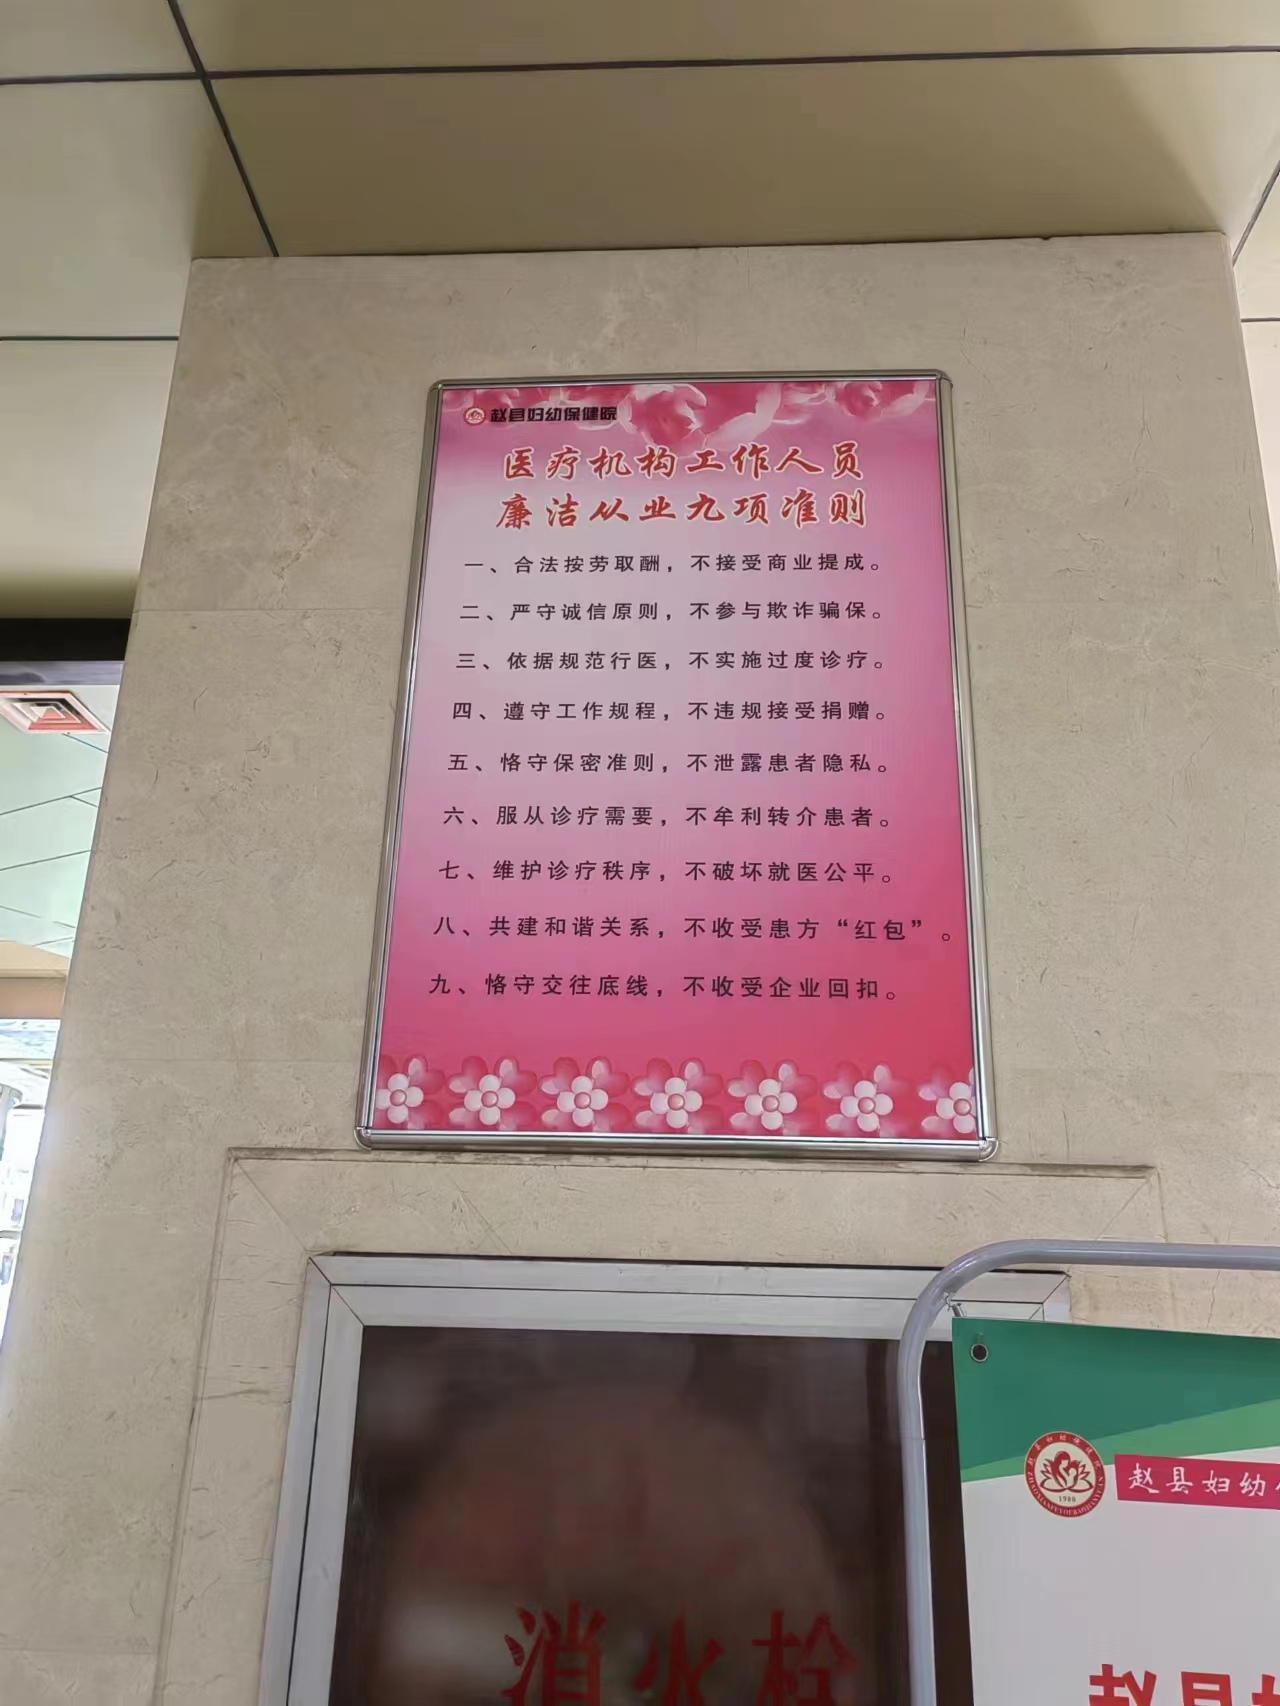 赵县妇幼保健院
医疗机构工作人员
廉洁从业九项准则
一、合法按劳取酬，不接受商业提成。
二、严守诚信原则，不参与欺诈骗保。
三、依据规范行医，不实施过度诊疗。
四、遵守工作规程，不违规接受捐赠。
五、恪守保密准则，不泄露患者隐私。
六、服从诊疗需要，不牟利转介患者。
七、维护诊疗秩序，不破坏就医公平。
八、共建和谐关系，不收受患方“红包”。
九、恪守交往底线，不收受企业回扣。
赵县妇幼
1988
消火栓
赵县妇